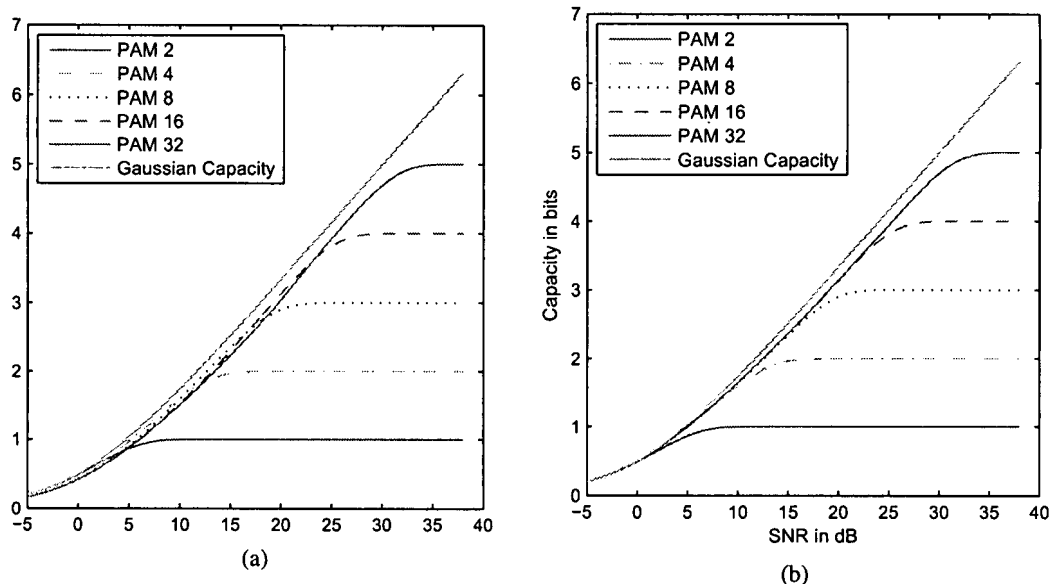 7
6
5
4
3
2
1
0
PAM 2
PAM 4
PAM 8
PAM 16
PAM 32
Gaussian Capacity
−5 0 5 10 15 20 25 30 35 40
(a)
Capacity in bits
7
6
5
4
3
2
1
0
PAM 2
PAM 4
PAM 8
PAM 16
PAM 32
Gaussian Capacity
−5 0 5 10 15 20 25 30 35 40
SNR in dB
(b)